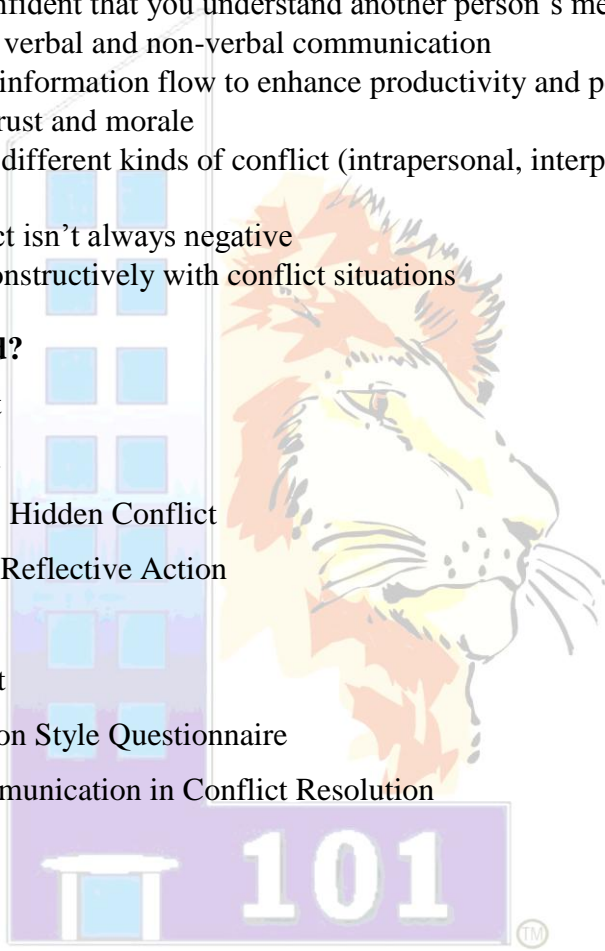 nfident that you understand another person's me
verbal and non-verbal communication
information flow to enhance productivity and p
rust and morale
different kinds of conflict (intrapersonal, interp
ct isn't always negative
onstructively with conflict situations
d?
t
Hidden Conflict
Reflective Action
t
on Style Questionnaire
munication in Conflict Resolution
101
TM